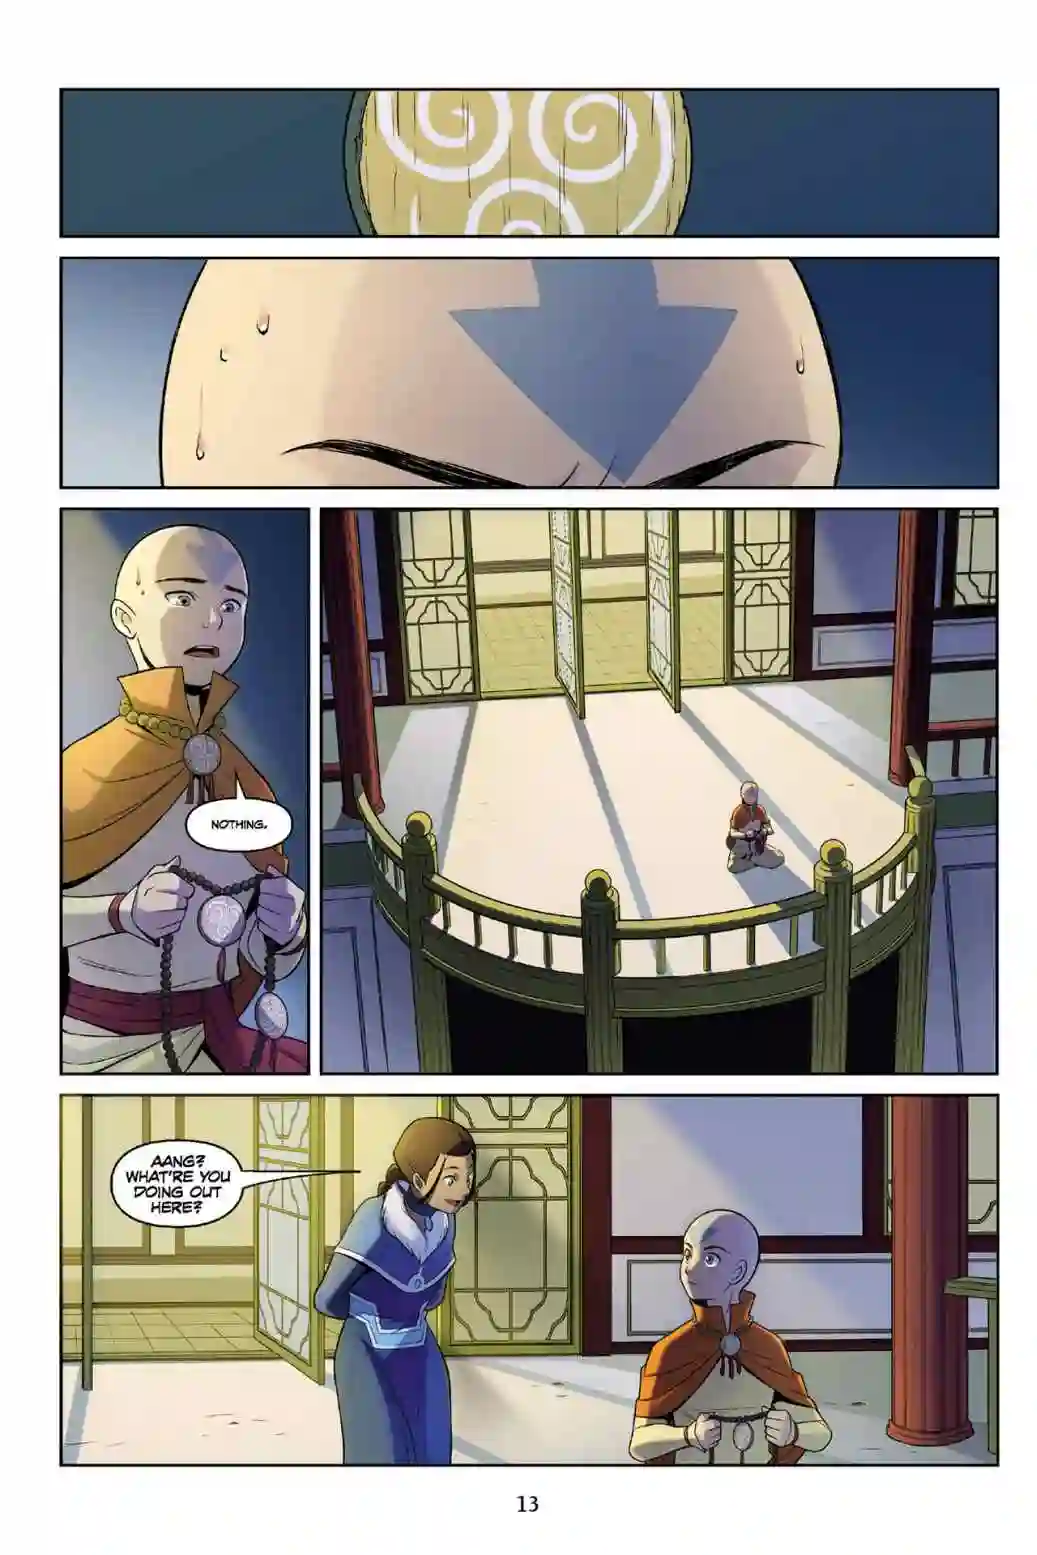 NOTHING.
AANG?
WHAT'RE YOU
DOING OUT
HERE?
13